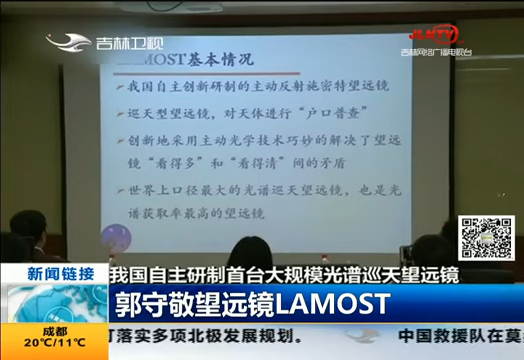 吉林卫视
JLNTV
吉林网络广播电视台
LAMOST基本情况
我国自主创新研制的主动反射施密特望远镜
巡天型望远镜，对天体进行“户口普查”
创新地采用主动光学技术巧妙的解决了望远
镜“看得多”和“看得清”间的矛盾
世界上口径最大的光谱巡天望远镜，也是光
谱获取率最高的望远镜
新闻链接
我国自主研制首台大规模光谱巡天望远镜
郭守敬望远镜LAMOST
成都
20℃/11℃
落实多项北极发展规划。
中国救援队在莫